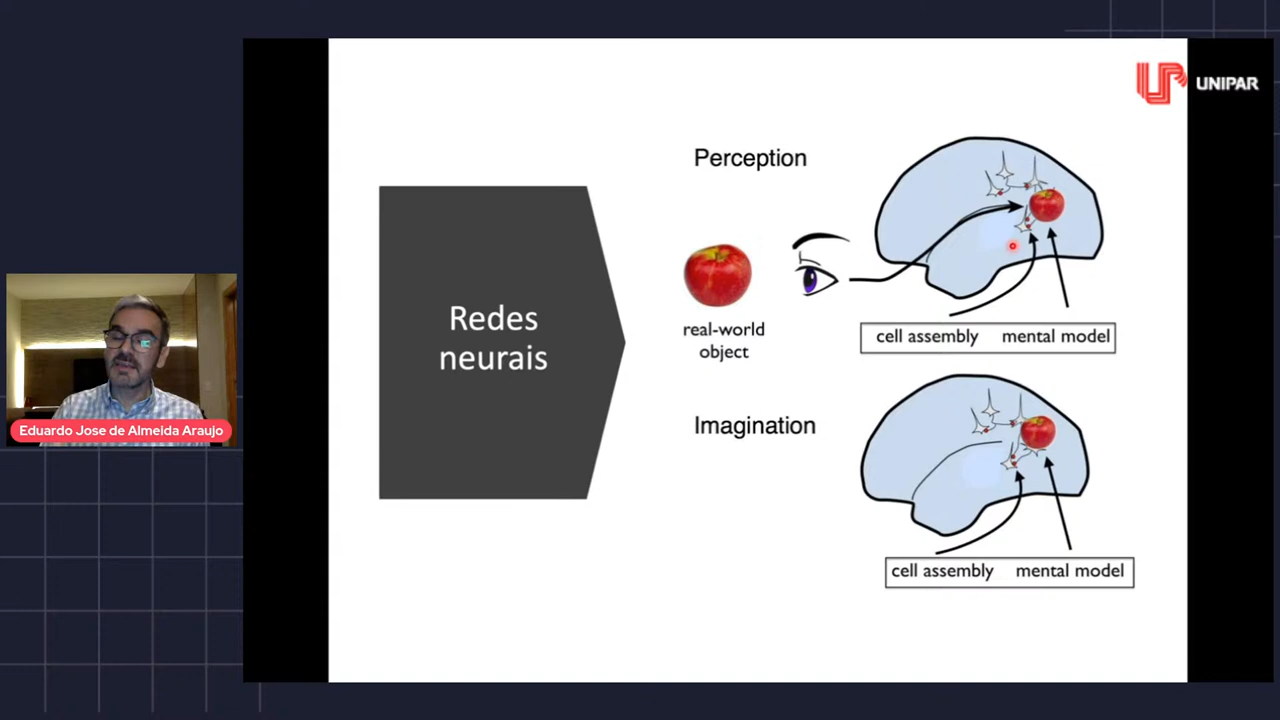 UNIPAR
Perception
Redes
neurais
real-world
object
cell assembly mental model
Imagination
cell assembly mental model
Eduardo Jose de Almeida Araujo